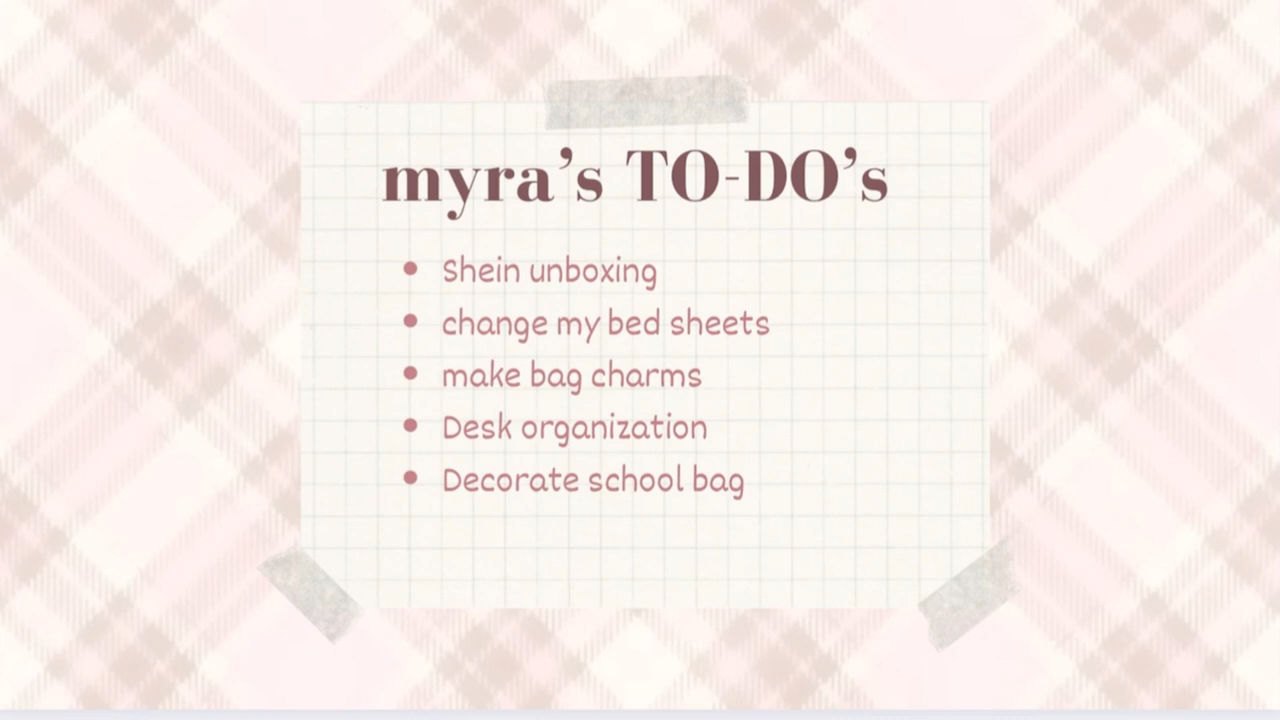 myra’s TO-DO’s
• Shein unboxing
• change my bed sheets
• make bag charms
• Desk organization
• Decorate school bag